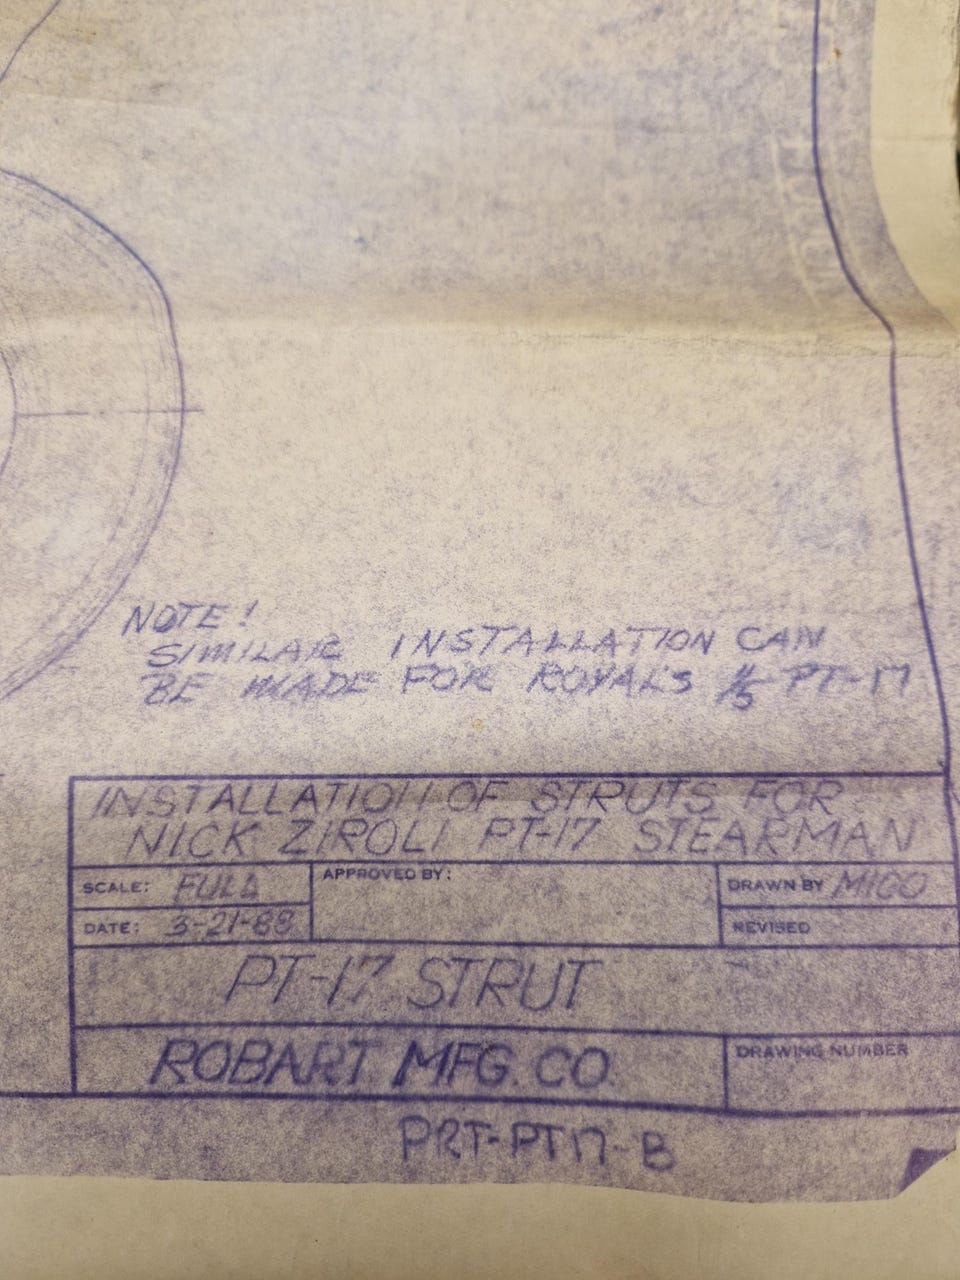 NOTE!
SIMILAR INSTALLATION CAN
BE MADE FOR ROYAL'S 1/5 PT-17
INSTALLATION OF STRUTS FOR
NICK ZIROLI PT-17 STEARMAN
SCALE: FULL
APPROVED BY:
DRAWN BY MICO
DATE: 3-21-88
REVISED
PT-17 STRUT
ROBART MFG. CO.
DRAWING NUMBER
PRT-PT17-B